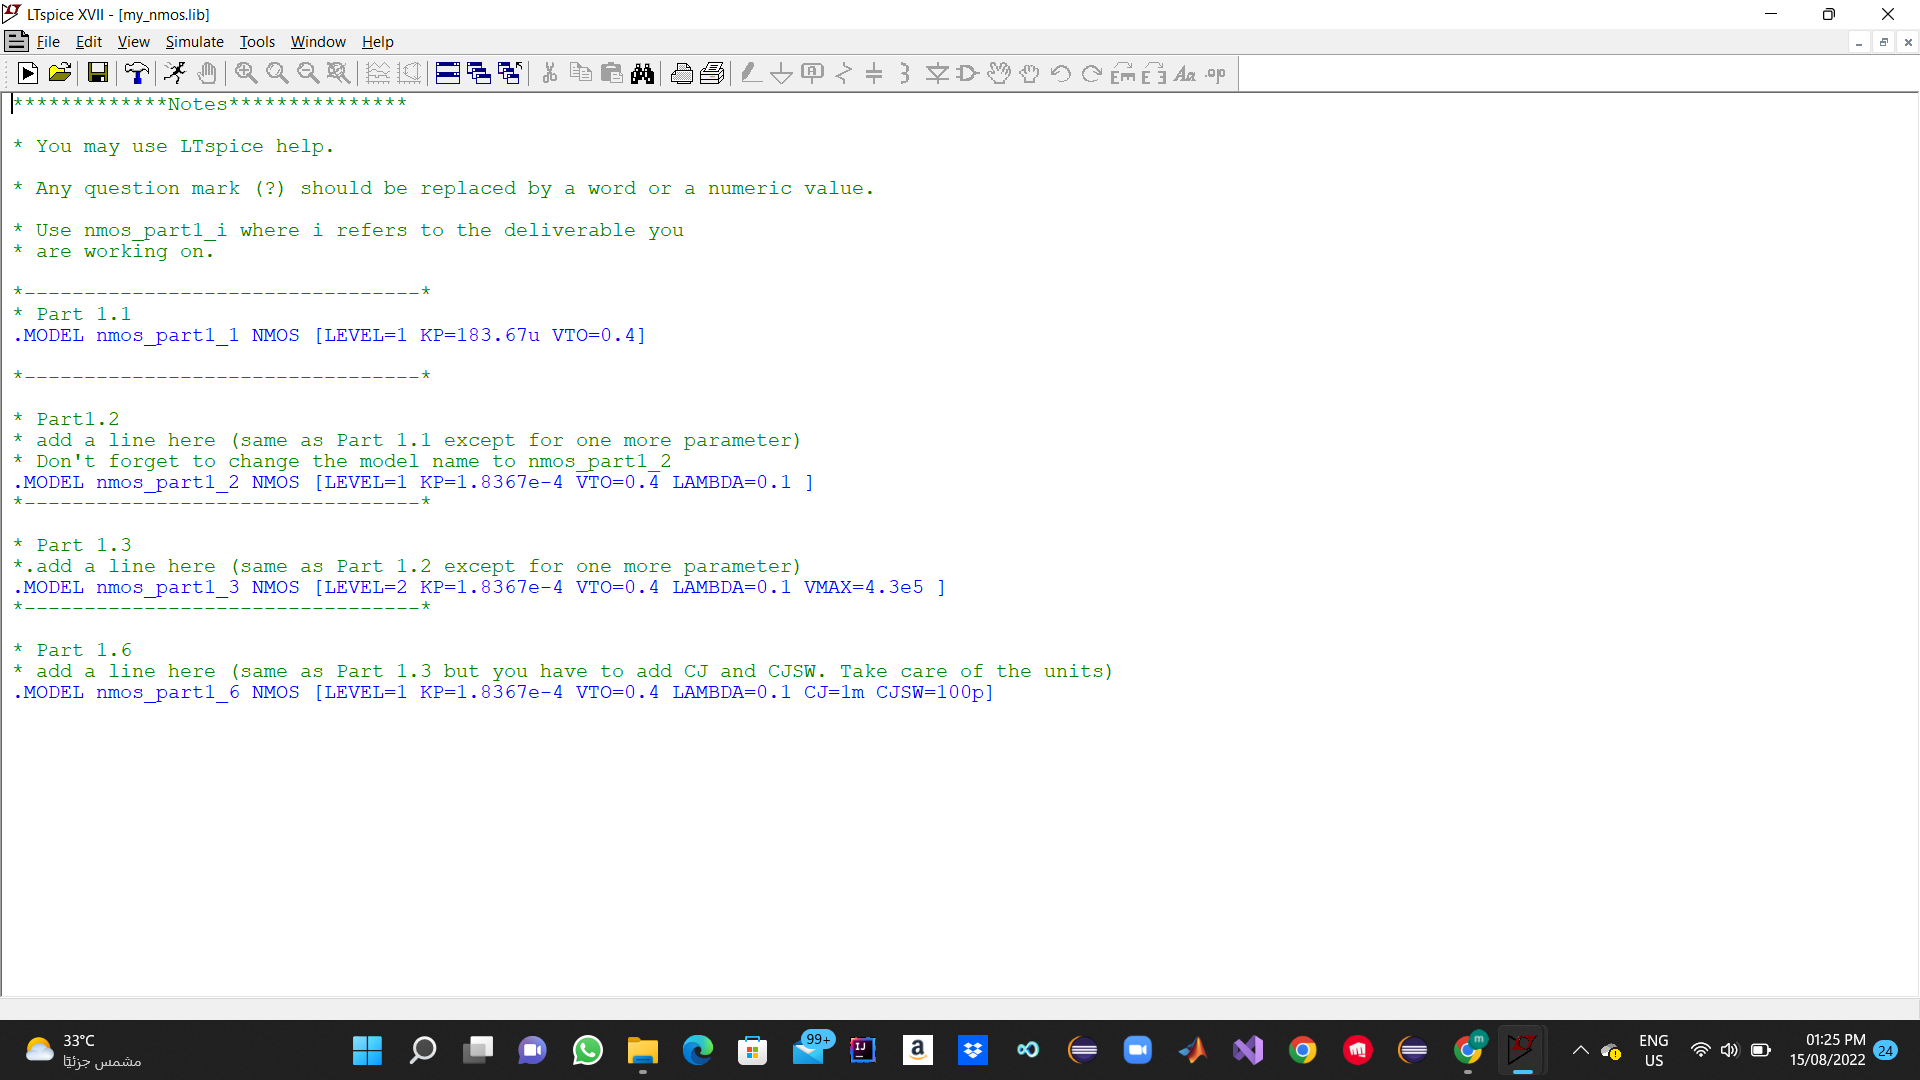 LTspice XVII - [my_nmos.lib]
File Edit View Simulate Tools Window Help
*************Notes***************
* You may use LTspice help.
* Any question mark (?) should be replaced by a word or a numeric value.
* Use nmos_part1_i where i refers to the deliverable you
* are working on.
*---------------------------------*
* Part 1.1
.MODEL nmos_part1_1 NMOS [LEVEL=1 KP=183.67u VTO=0.4]
*---------------------------------*
* Part1.2
* add a line here (same as Part 1.1 except for one more parameter)
* Don't forget to change the model name to nmos_part1_2
.MODEL nmos_part1_2 NMOS [LEVEL=1 KP=1.8367e-4 VTO=0.4 LAMBDA=0.1 ]
*---------------------------------*
* Part 1.3
*.add a line here (same as Part 1.2 except for one more parameter)
.MODEL nmos_part1_3 NMOS [LEVEL=2 KP=1.8367e-4 VTO=0.4 LAMBDA=0.1 VMAX=4.3e5 ]
*---------------------------------*
* Part 1.6
* add a line here (same as Part 1.3 but you have to add CJ and CJSW. Take care of the units)
.MODEL nmos_part1_6 NMOS [LEVEL=1 KP=1.8367e-4 VTO=0.4 LAMBDA=0.1 CJ=1m CJSW=100p]
33°C
مشمس جزئيًا
99+
ENG
US
01:25 PM
15/08/2022
24